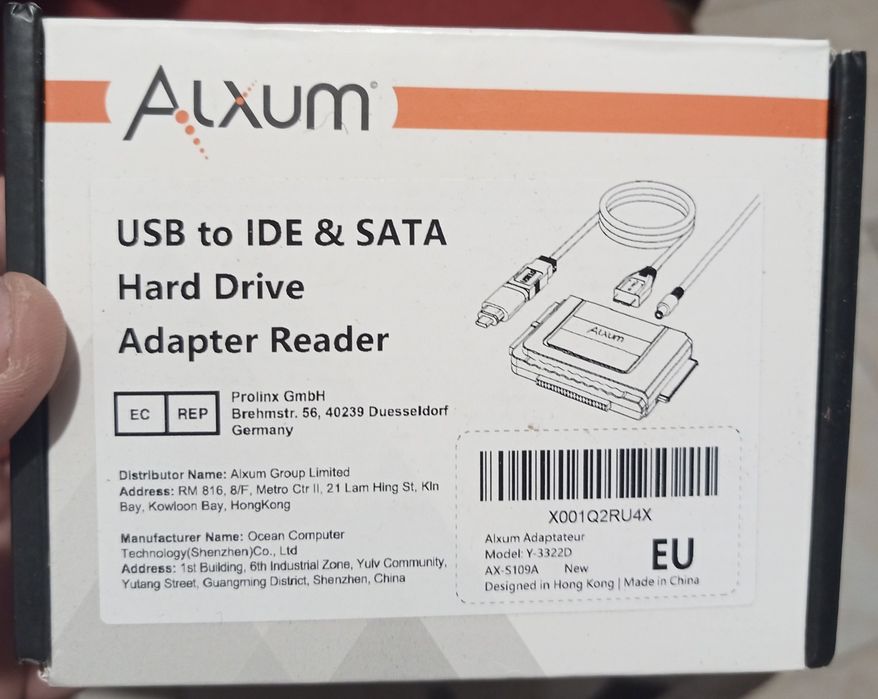 ALXUM
USB to IDE & SATA
Hard Drive
Adapter Reader
Alxum
EC REP
Prolinx GmbH
Brehmstr. 56, 40239 Duesseldorf
Germany
Distributor Name: Alxum Group Limited
Address: RM 816, 8/F, Metro Ctr II, 21 Lam Hing St, Kln
Bay, Kowloon Bay, HongKong
Manufacturer Name: Ocean Computer
Technology(Shenzhen)Co., Ltd
Address: 1st Building, 6th Industrial Zone, Yulv Community,
Yutang Street, Guangming District, Shenzhen, China
X001Q2RU4X
Alxum Adaptateur
Model: Y-3322D
AX-S109A New
EU
Designed in Hong Kong | Made in China